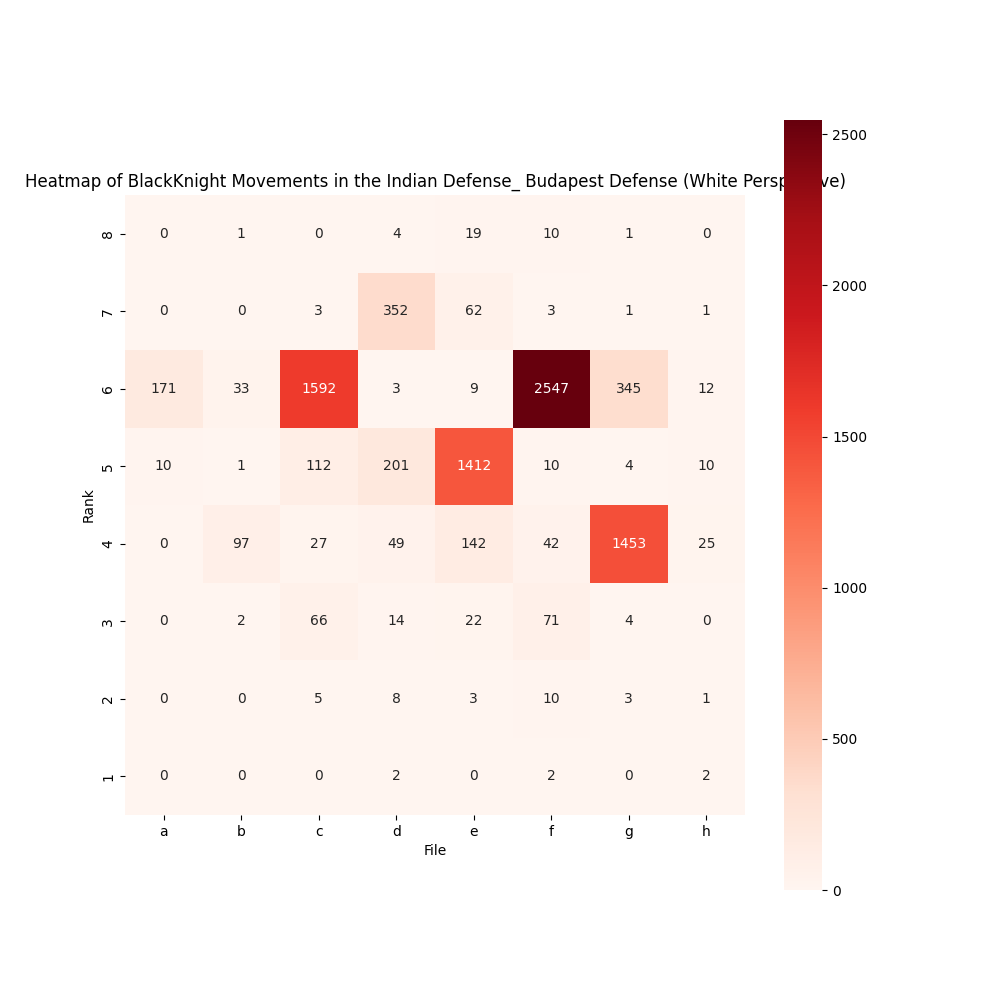 Heatmap of BlackKnight Movements in the Indian Defense_ Budapest Defense (White Persp ve)
8 0 1 0 4 19 10 1 0
7 0 0 3 352 62 3 1 1
6 171 33 1592 3 9 2547 345 12
5 10 1 112 201 1412 10 4 10
4 0 97 27 49 142 42 1453 25
3 0 2 66 14 22 71 4 0
2 0 0 5 8 3 10 3 1
1 0 0 0 2 0 2 0 2
a b c d e f g h
File
Rank
2500
2000
1500
1000
500
0